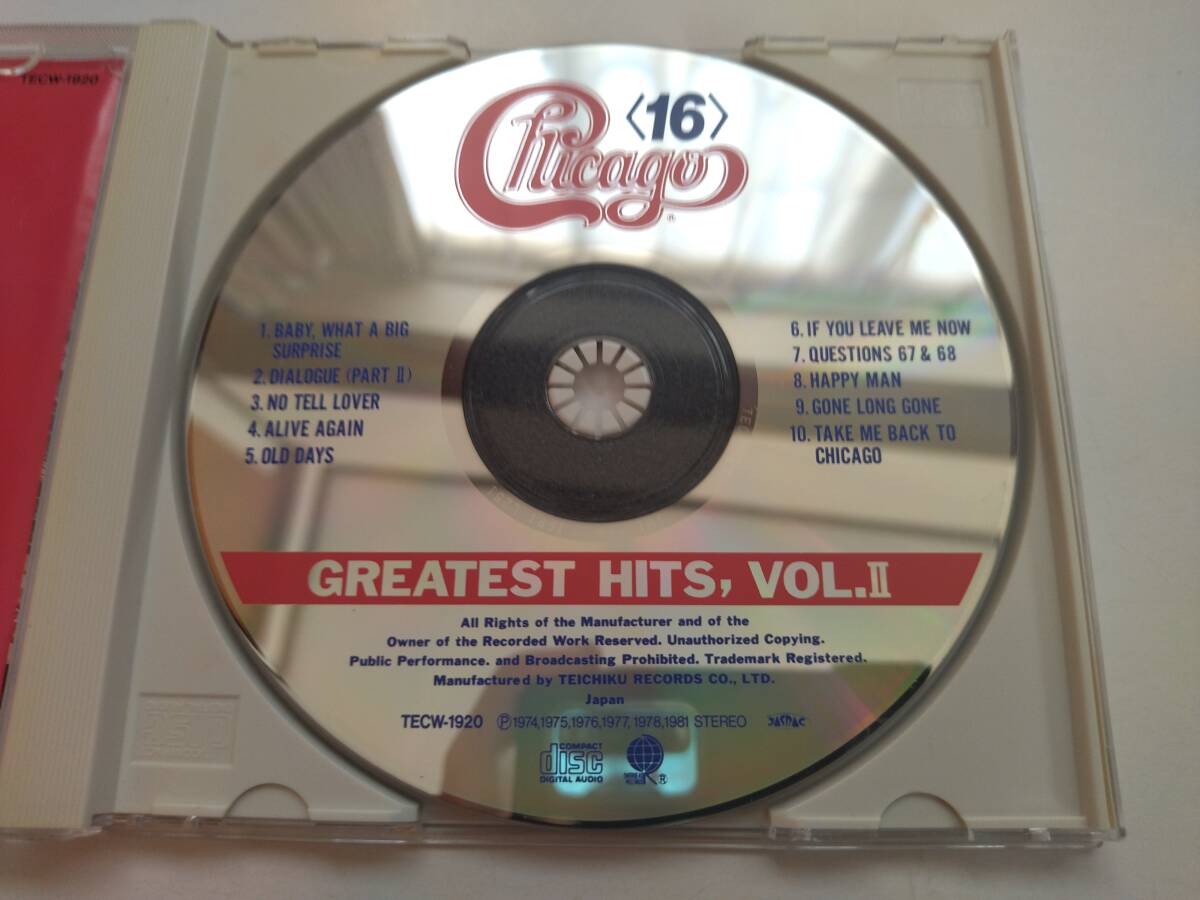 TECW-1920
Chicago 〈16〉
1. BABY, WHAT A BIG
SURPRISE
2. DIALOGUE (PART Ⅱ)
3. NO TELL LOVER
4. ALIVE AGAIN
5. OLD DAYS
6. IF YOU LEAVE ME NOW
7. QUESTIONS 67 & 68
8. HAPPY MAN
9. GONE LONG GONE
10. TAKE ME BACK TO
CHICAGO
GREATEST HITS, VOL.Ⅱ
All Rights of the Manufacturer and of the
Owner of the Recorded Work Reserved. Unauthorized Copying.
Public Performance. and Broadcasting Prohibited. Trademark Registered.
Manufactured by TEICHIKU RECORDS CO., LTD.
Japan
TECW-1920 Ⓟ1974,1975,1976,1977,1978,1981 STEREO JASRAC
COMPACT
disc
DIGITAL AUDIO
®